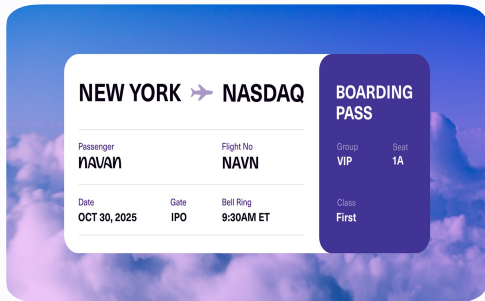 NEW YORK NASDAQ
BOARDING
PASS
Passenger Flight No
navan NAVN
Group Seat
VIP 1A
Date Gate Bell Ring
OCT 30, 2025 IPO 9:30AM ET
Class
First